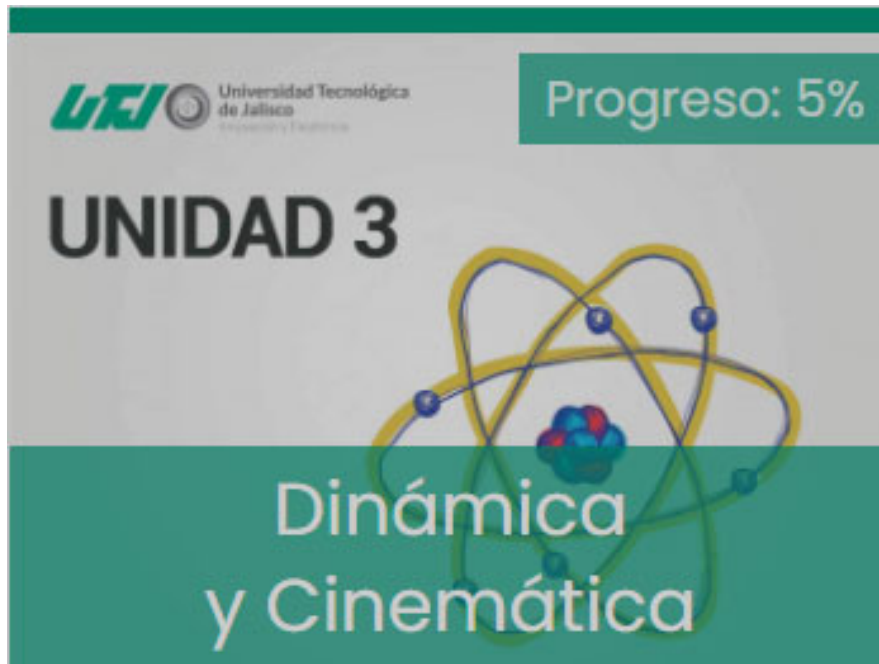 UTJ
Universidad Tecnológica
de Jalisco
Progreso: 5%
UNIDAD 3
Dinámica
y Cinemática